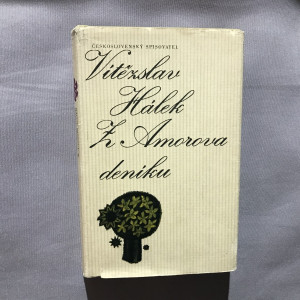 ČESKOSLOVENSKÝ SPISOVATEL
Vítězslav
Hálek
Z Amorova
deníku